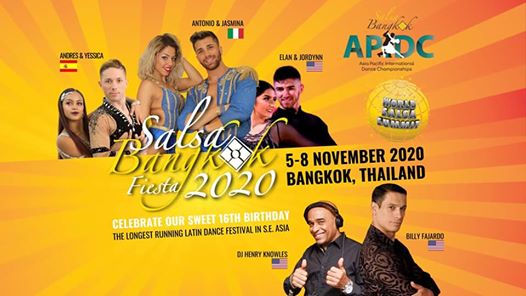 ANTONIO & JASMINA
ANDRES & YESSICA
ELAN & JORDYNN
Salsa
Bangkok
Fiesta 2020
Bangkok
APIDC
Asia Pacific International
Dance Championships
WORLD
SALSA
SUMMIT
5-8 NOVEMBER 2020
BANGKOK, THAILAND
CELEBRATE OUR SWEET 16TH BIRTHDAY
THE LONGEST RUNNING LATIN DANCE FESTIVAL IN S.E. ASIA
BILLY FAJARDO
DJ HENRY KNOWLES